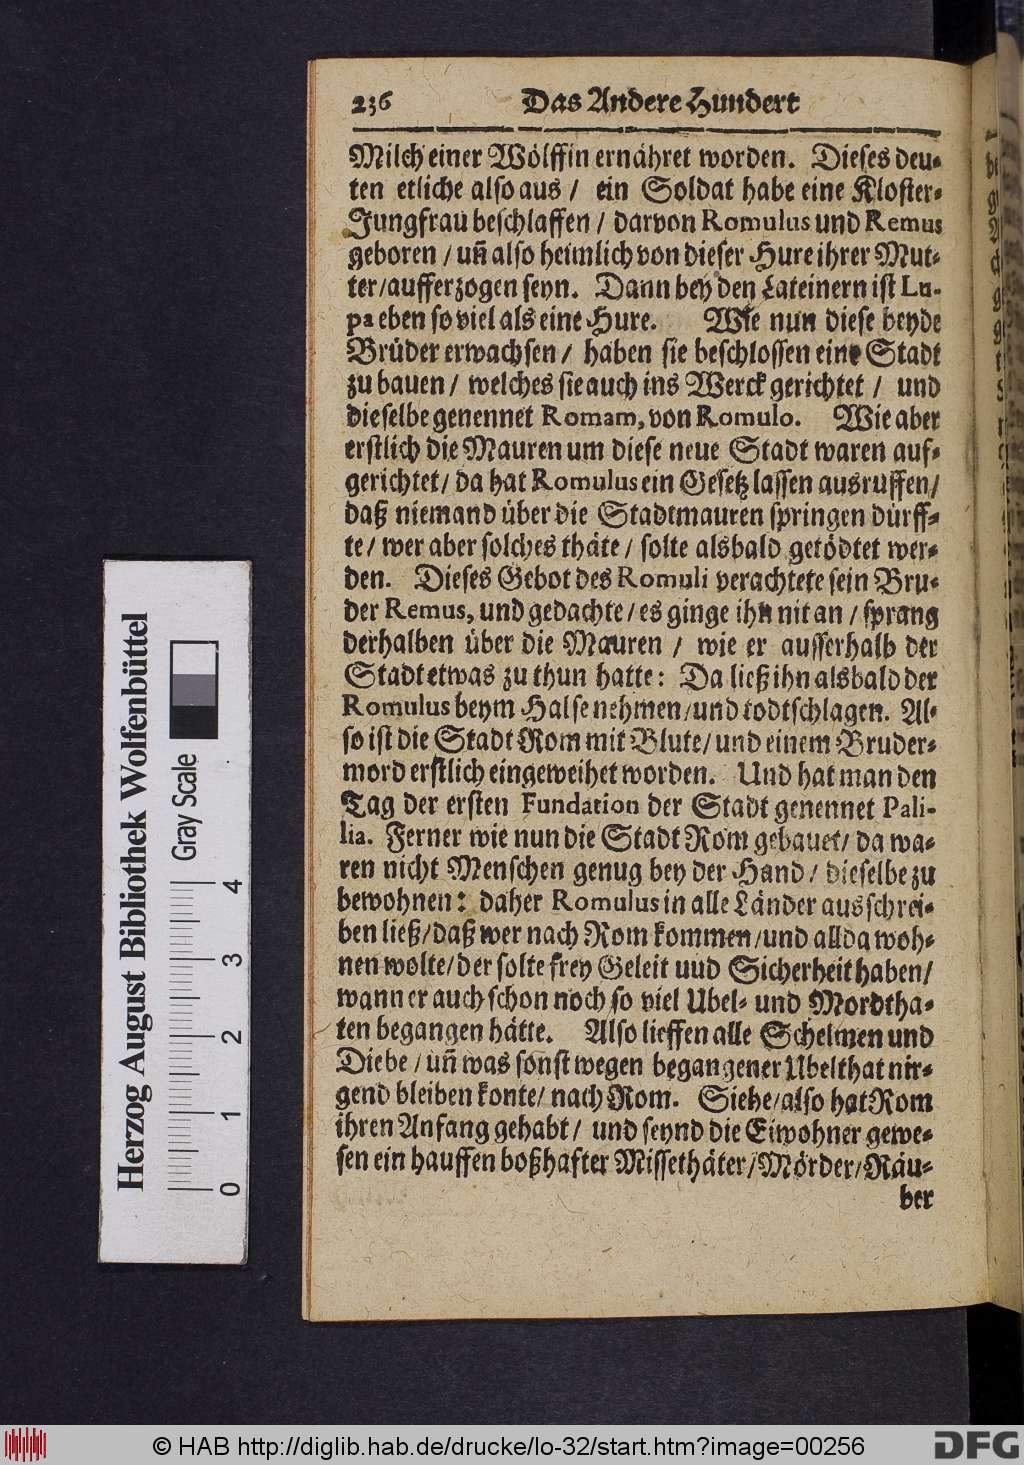 236 Das Andere Hundert
Milch einer Wölffin ernähret worden. Dieses deu-
ten etliche also aus / ein Soldat habe eine Kloster-
Jungfrau beschlaffen / darvon Romulus und Remus
geboren / uñ also heimlich von dieser Hure ihrer Mut-
ter/aufferzogen seyn. Dann bey den Lateinern ist Lu-
pa eben so viel als eine Hure. Wie nun diese beyde
Brüder erwachsen / haben sie beschlossen eine Stadt
zu bauen / welches sie auch ins Werck gerichtet / und
dieselbe genennet Romam, von Romulo. Wie aber
erstlich die Mauren um diese neue Stadt waren auf-
gerichtet/ da hat Romulus ein Gesetz lassen ausruffen/
daß niemand über die Stadtmauren springen dürff-
te / wer aber solches thäte / solte alsbald getödtet wer-
den. Dieses Gebot des Romuli verachtete sein Bru-
der Remus, und gedachte / es ginge ihn nit an / sprang
derhalben über die Mauren / wie er ausserhalb der
Stadt etwas zu thun hatte: Da ließ ihn alsbald der
Romulus beym Halse nehmen/und todtschlagen. Al-
so ist die Stadt Rom mit Blute/ und einem Bruder-
mord erstlich eingeweihet worden. Und hat man den
Tag der ersten Fundation der Stadt genennet Pali-
lia. Ferner wie nun die Stadt Rom gebauet/ da wa-
ren nicht Menschen genug bey der Hand / dieselbe zu
bewohnen: daher Romulus in alle Länder ausschrei-
ben ließ/daß wer nach Rom kommen/und allda woh-
nen wolte/der solte frey Geleit uud Sicherheit haben/
wann er auch schon noch so viel Ubel- und Mordtha-
ten begangen hätte. Also lieffen alle Schelmen und
Diebe / uñ was sonst wegen begangener Ubelthat nir-
gend bleiben konte/ nach Rom. Siehe/also hat Rom
ihren Anfang gehabt / und seynd die Eiwohner gewe-
sen ein hauffen boßhafter Missethäter/Mörder/Räu-
ber
Herzog August Bibliothek Wolfenbüttel
Gray Scale
0 1 2 3 4
© HAB http://diglib.hab.de/drucke/lo-32/start.htm?image=00256
DFG